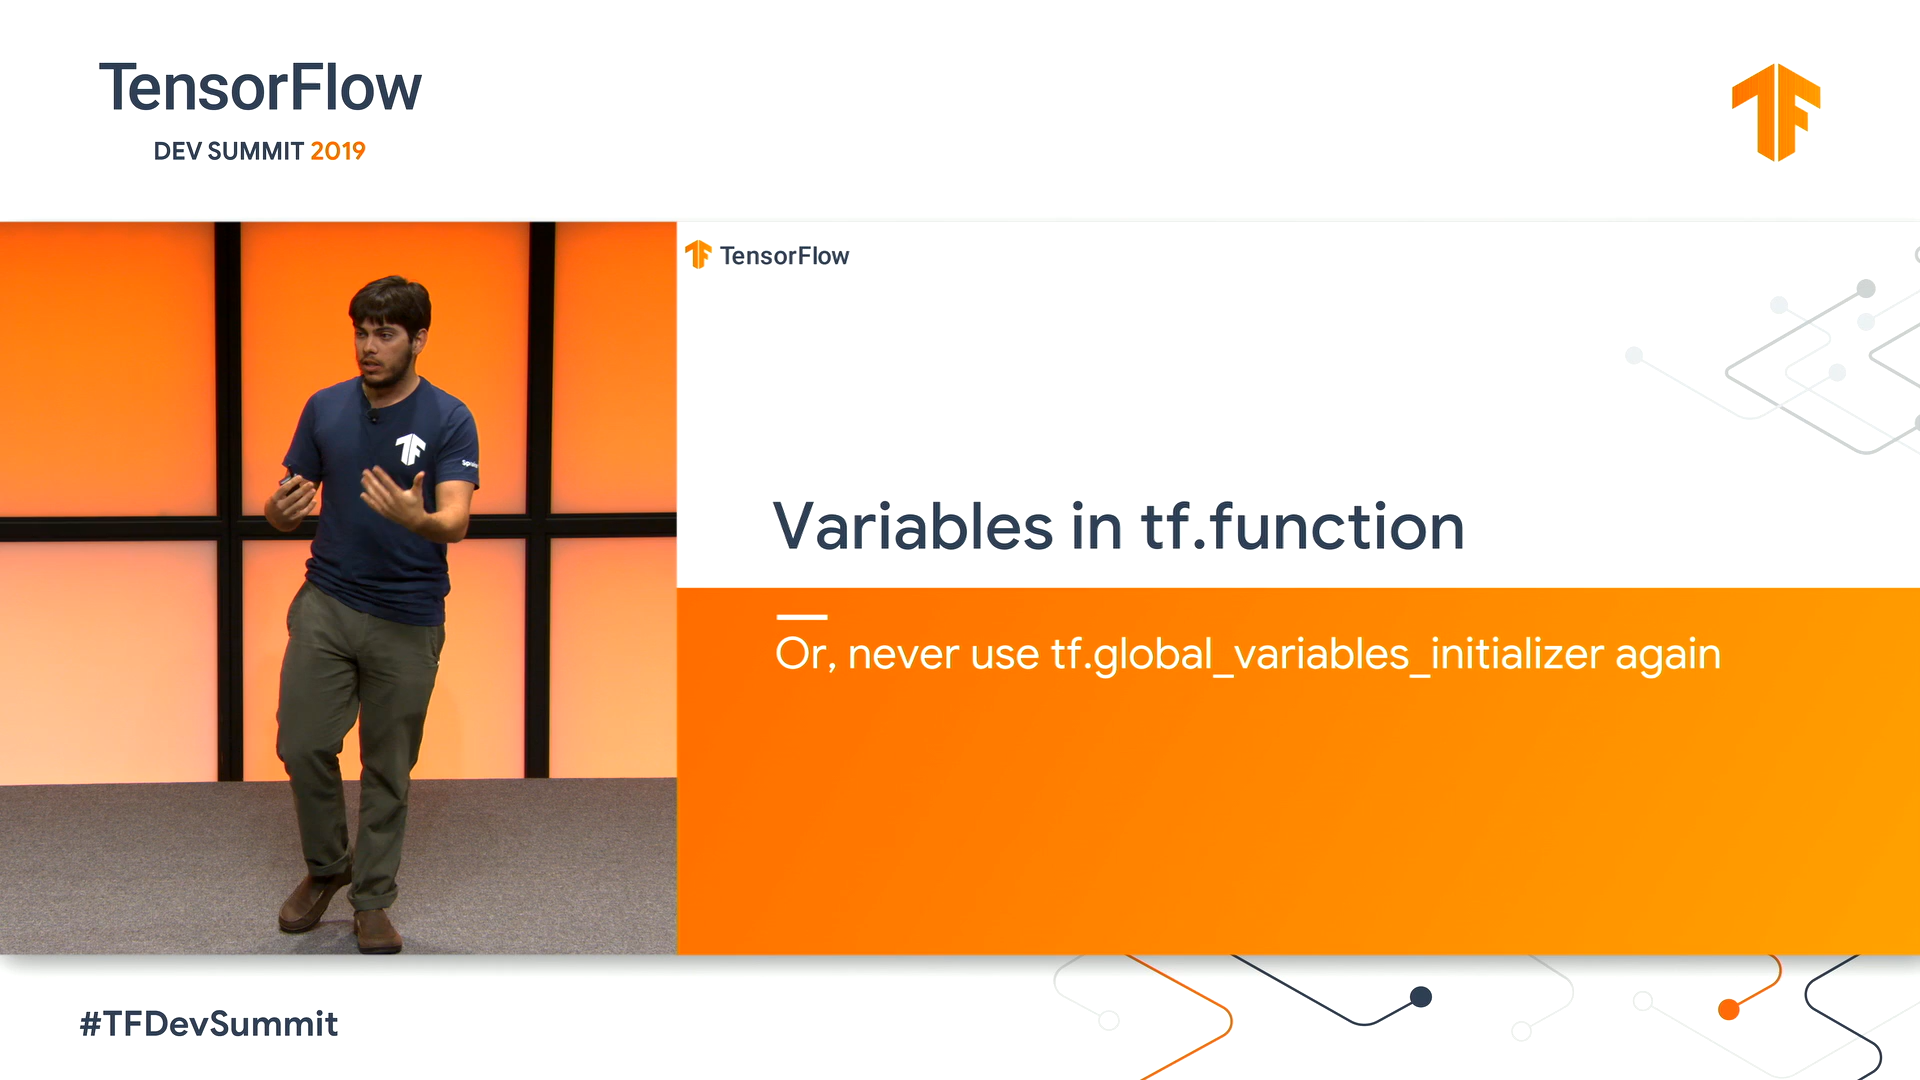 TensorFlow
DEV SUMMIT 2019
TensorFlow
Variables in tf.function
Or, never use tf.global_variables_initializer again
#TFDevSummit